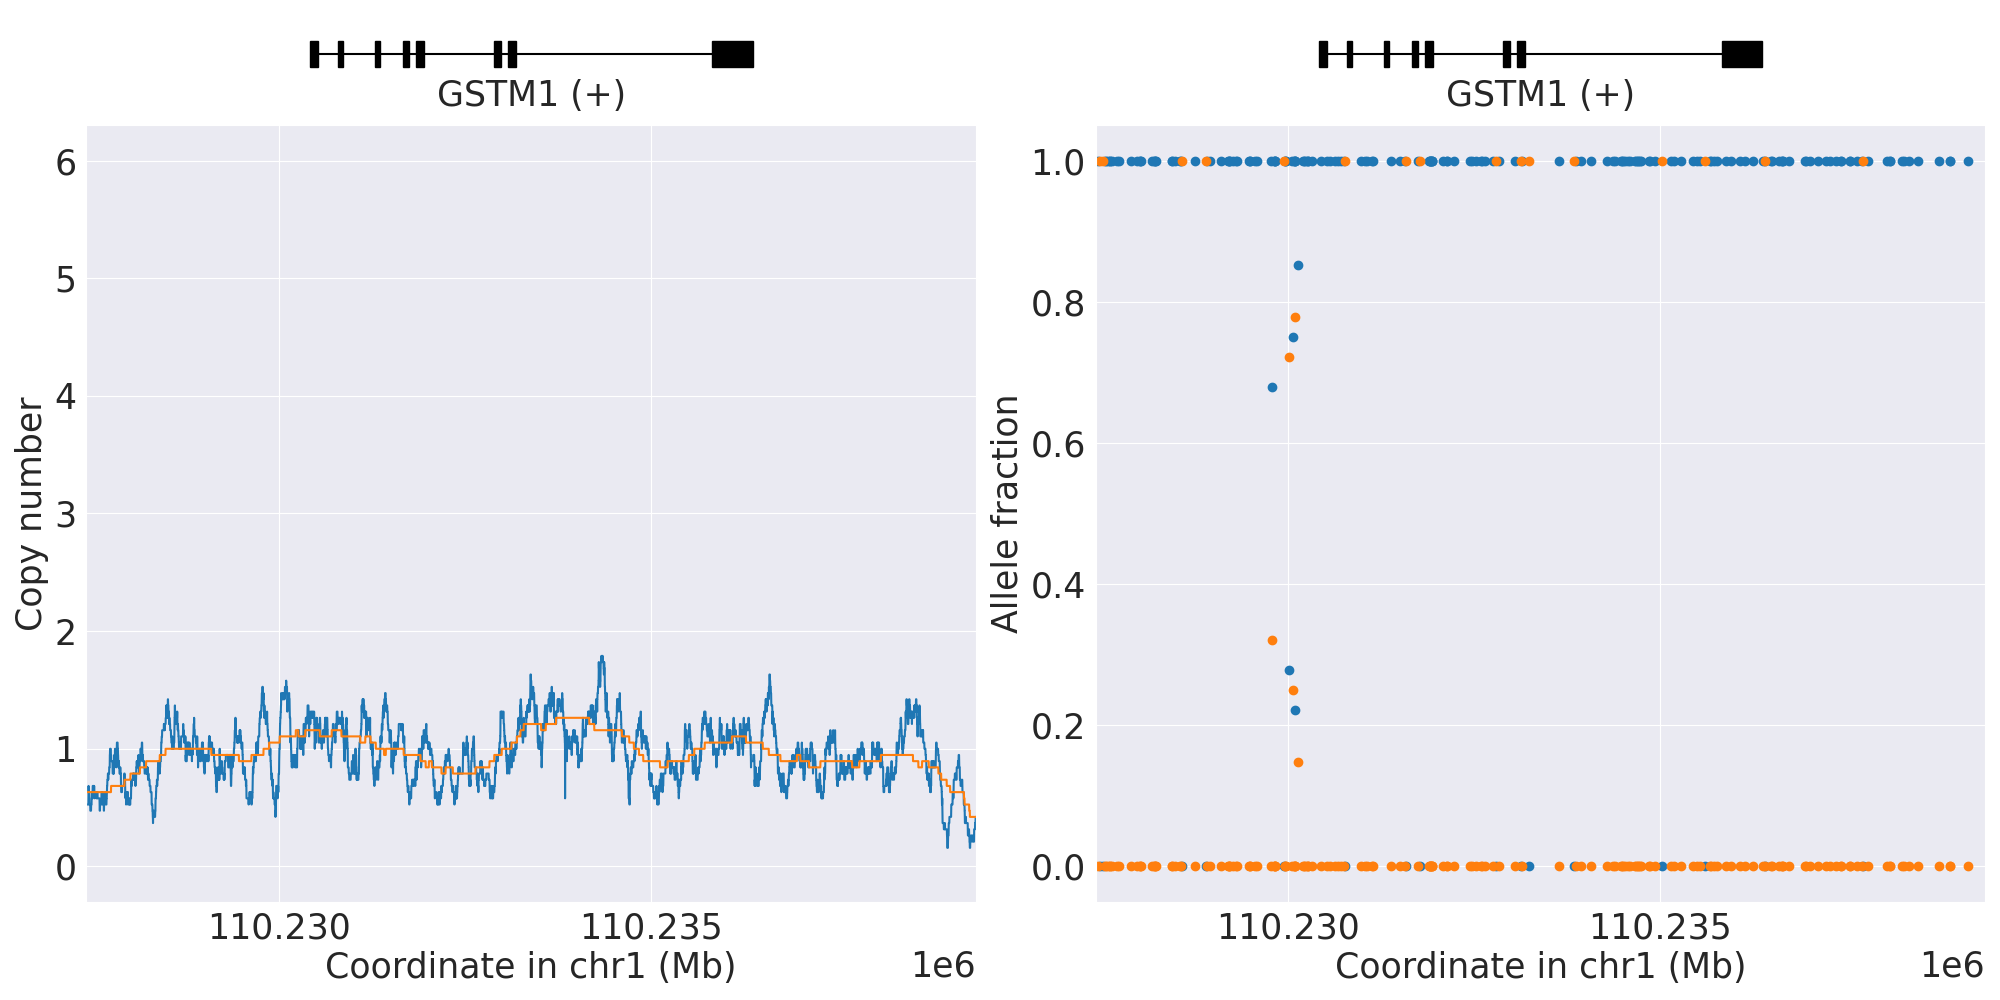 GSTM1 (+)
6
5
4
3
2
1
0
Copy number
110.230
110.235
Coordinate in chr1 (Mb)
1e6
GSTM1 (+)
1.0
0.8
0.6
0.4
0.2
0.0
Allele fraction
110.230
110.235
Coordinate in chr1 (Mb)
1e6